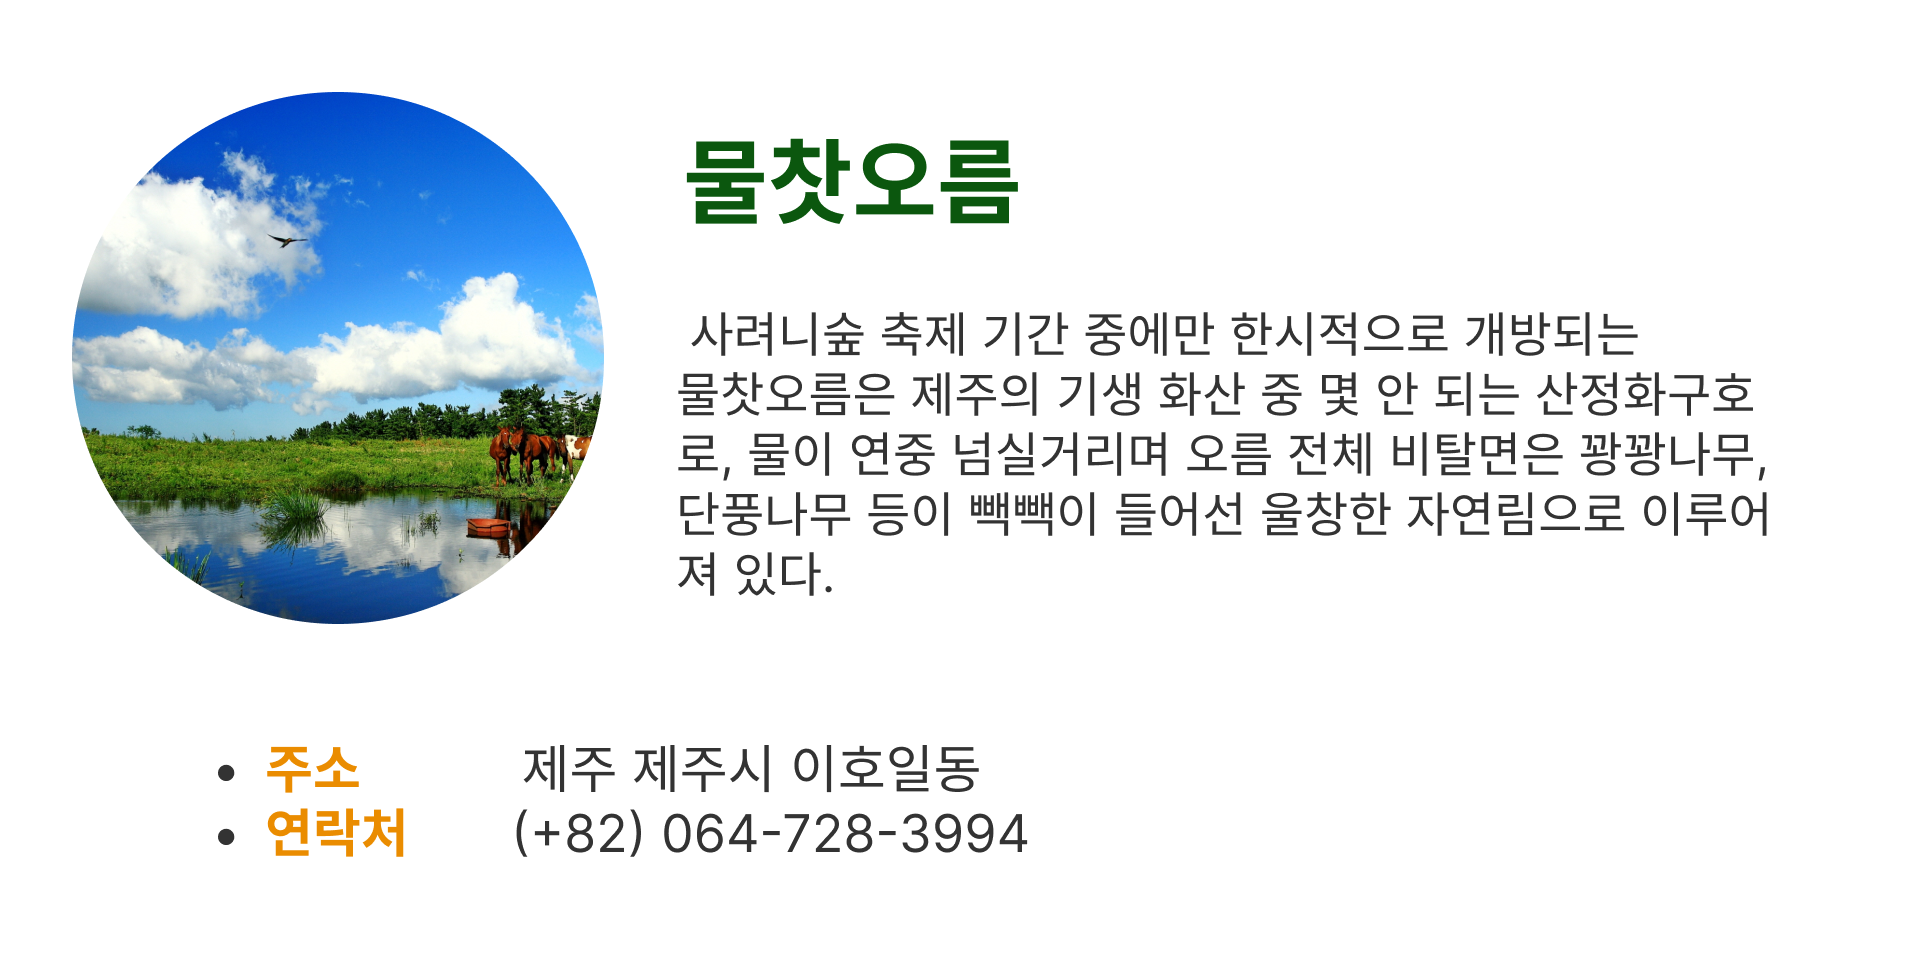 물찻오름
사려니숲 축제 기간 중에만 한시적으로 개방되는
물찻오름은 제주의 기생 화산 중 몇 안 되는 산정화구호
로, 물이 연중 넘실거리며 오름 전체 비탈면은 꽝꽝나무,
단풍나무 등이 빽빽이 들어선 울창한 자연림으로 이루어
져 있다.
• 주소 제주 제주시 이호일동
• 연락처 (+82) 064-728-3994